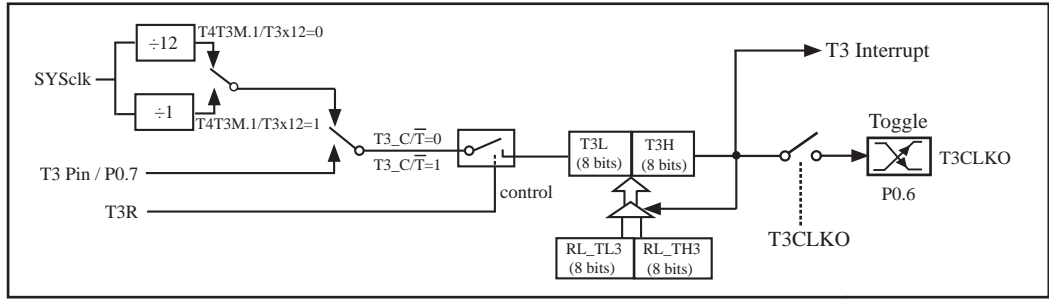 T4T3M.1/T3x12=0
÷12
SYSclk
÷1
T4T3M.1/T3x12=1
T3 Interrupt
Toggle
T3_C/T̅=0
T3_C/T̅=1
T3L
(8 bits)
T3H
(8 bits)
T3CLKO
P0.6
T3 Pin / P0.7
control
T3R
T3CLKO
RL_TL3
(8 bits)
RL_TH3
(8 bits)